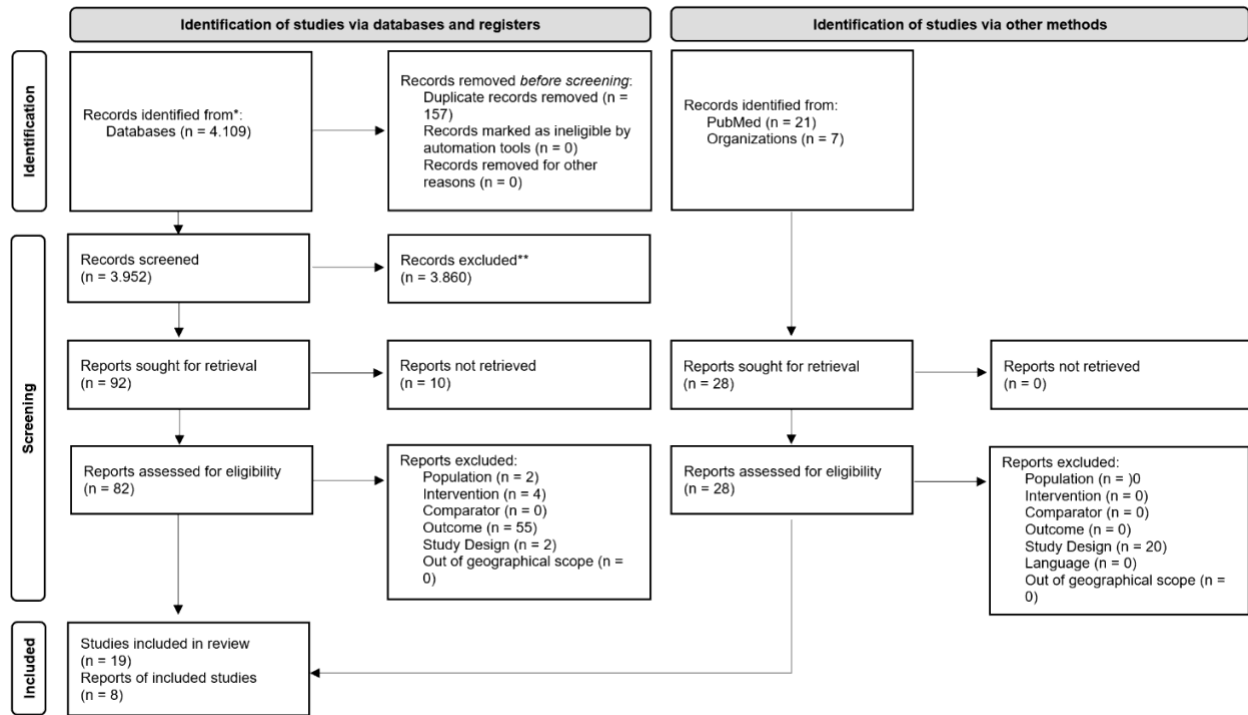 Identification of studies via databases and registers
Identification of studies via other methods
Identification
Records identified from*:
Databases (n = 4.109)
Records removed before screening:
Duplicate records removed (n =
157)
Records marked as ineligible by
automation tools (n = 0)
Records removed for other
reasons (n = 0)
Records identified from:
PubMed (n = 21)
Organizations (n = 7)
Screening
Records screened
(n = 3.952)
Records excluded**
(n = 3.860)
Reports sought for retrieval
(n = 92)
Reports not retrieved
(n = 10)
Reports sought for retrieval
(n = 28)
Reports not retrieved
(n = 0)
Reports assessed for eligibility
(n = 82)
Reports excluded:
Population (n = 2)
Intervention (n = 4)
Comparator (n = 0)
Outcome (n = 55)
Study Design (n = 2)
Out of geographical scope (n =
0)
Reports assessed for eligibility
(n = 28)
Reports excluded:
Population (n = )0
Intervention (n = 0)
Comparator (n = 0)
Outcome (n = 0)
Study Design (n = 20)
Language (n = 0)
Out of geographical scope (n =
0)
Included
Studies included in review
(n = 19)
Reports of included studies
(n = 8)